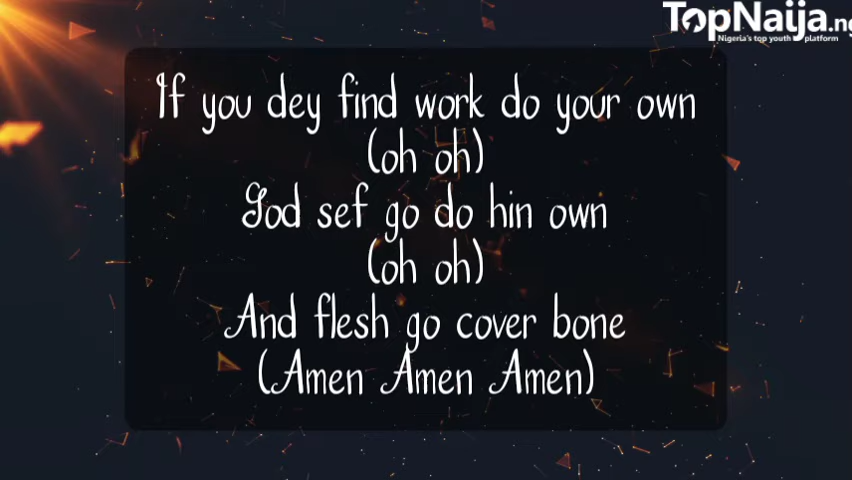 TopNaija.ng
Nigeria's top youth platform
If you dey find work do your own
(oh oh)
God sef go do hin own
(oh oh)
And flesh go cover bone
(Amen Amen Amen)